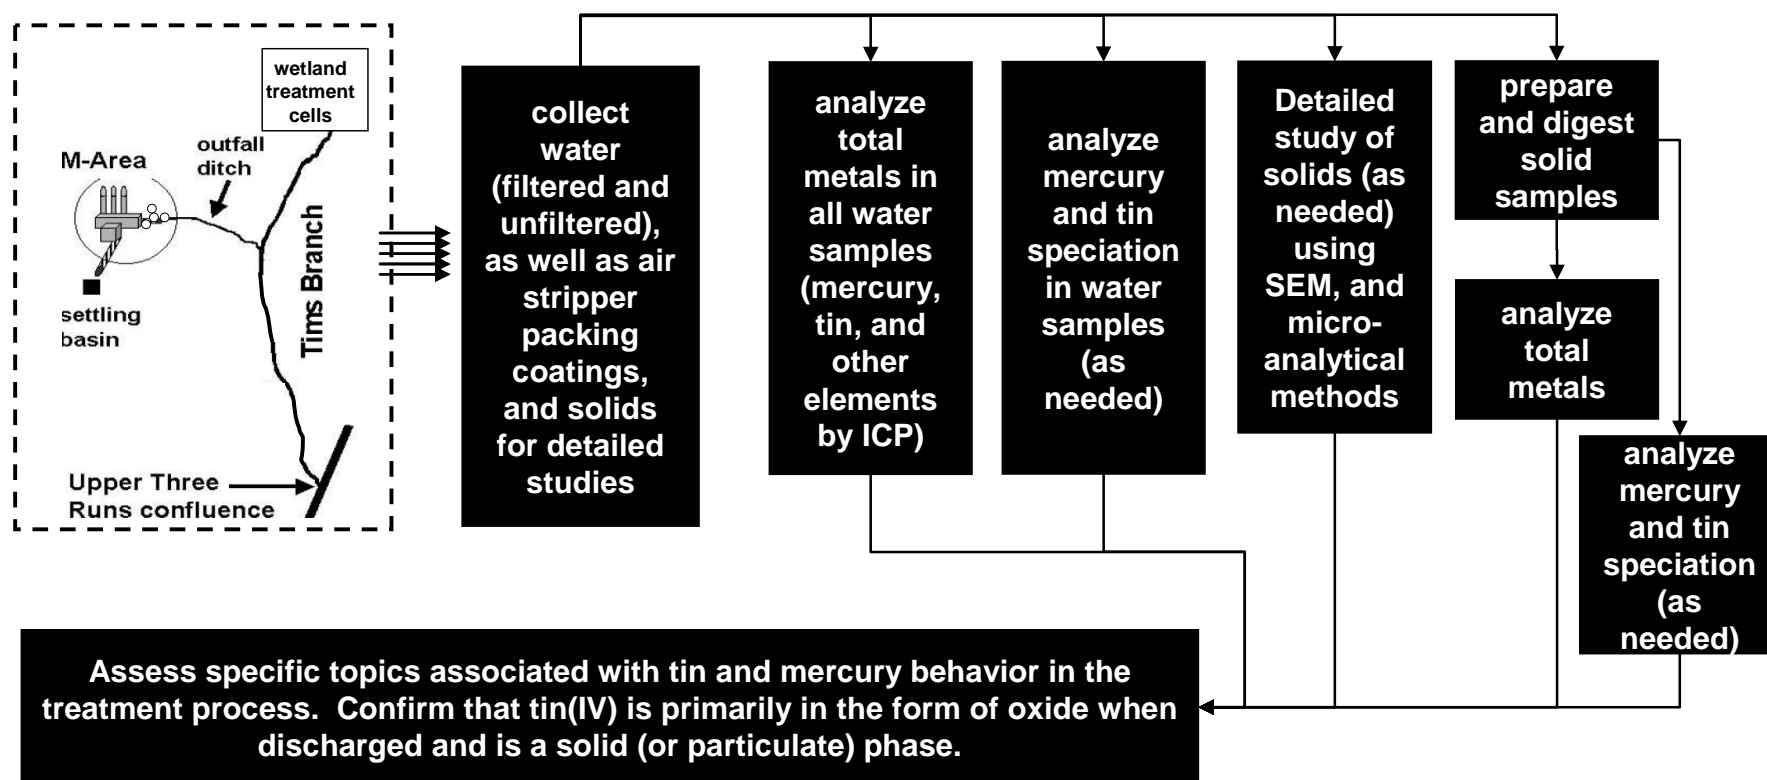 wetland
treatment
cells
outfall
ditch
M-Area
Tims Branch
settling
basin
Upper Three
Runs confluence
collect
water
(filtered and
unfiltered),
as well as air
stripper
packing
coatings,
and solids
for detailed
studies
analyze
total
metals in
all water
samples
(mercury,
tin, and
other
elements
by ICP)
analyze
mercury
and tin
speciation
in water
samples
(as
needed)
Detailed
study of
solids (as
needed)
using
SEM, and
micro-
analytical
methods
prepare
and digest
solid
samples
analyze
total
metals
analyze
mercury
and tin
speciation
(as
needed)
Assess specific topics associated with tin and mercury behavior in the
treatment process.  Confirm that tin(IV) is primarily in the form of oxide when
discharged and is a solid (or particulate) phase.